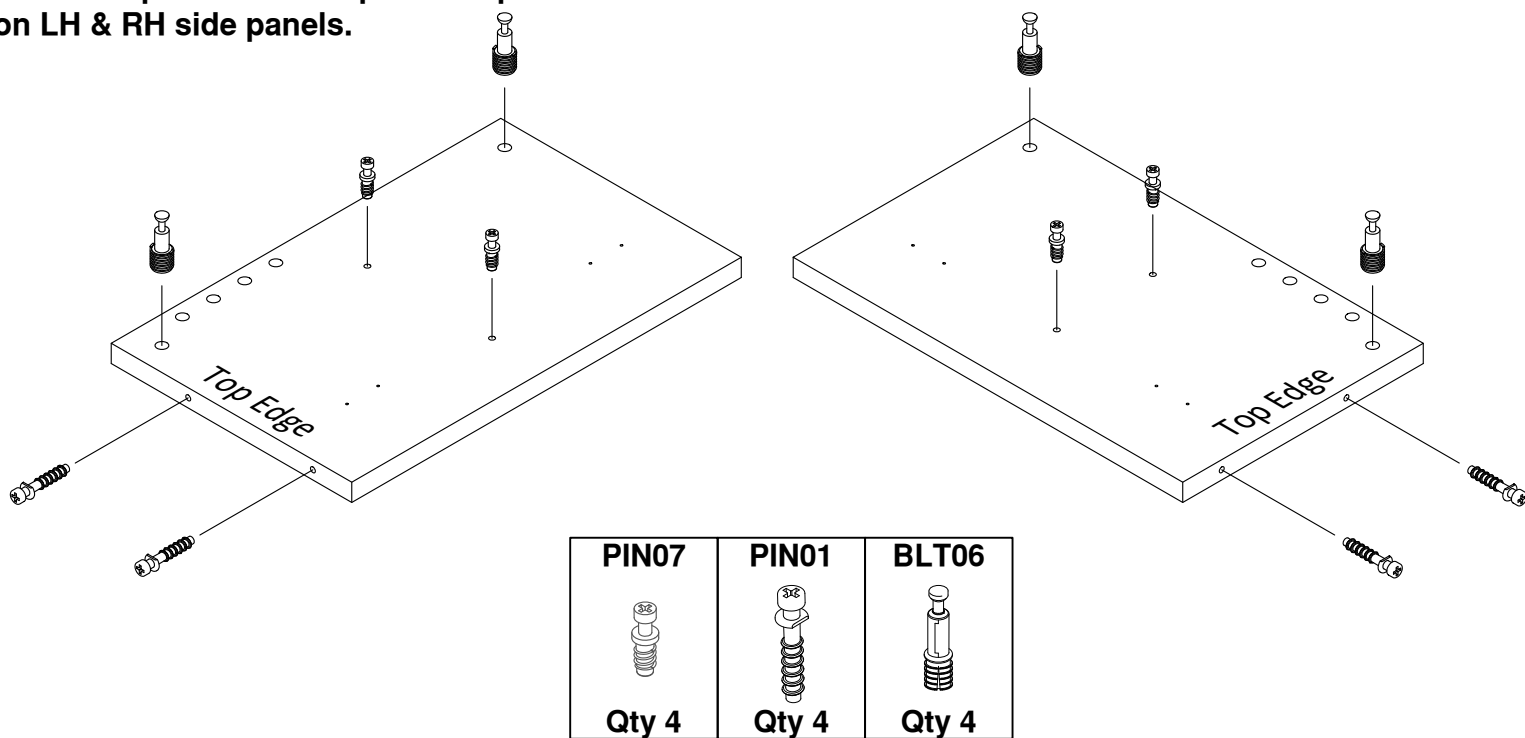 on LH & RH side panels.
Top Edge
Top Edge
PIN07 PIN01 BLT06
Qty 4 Qty 4 Qty 4